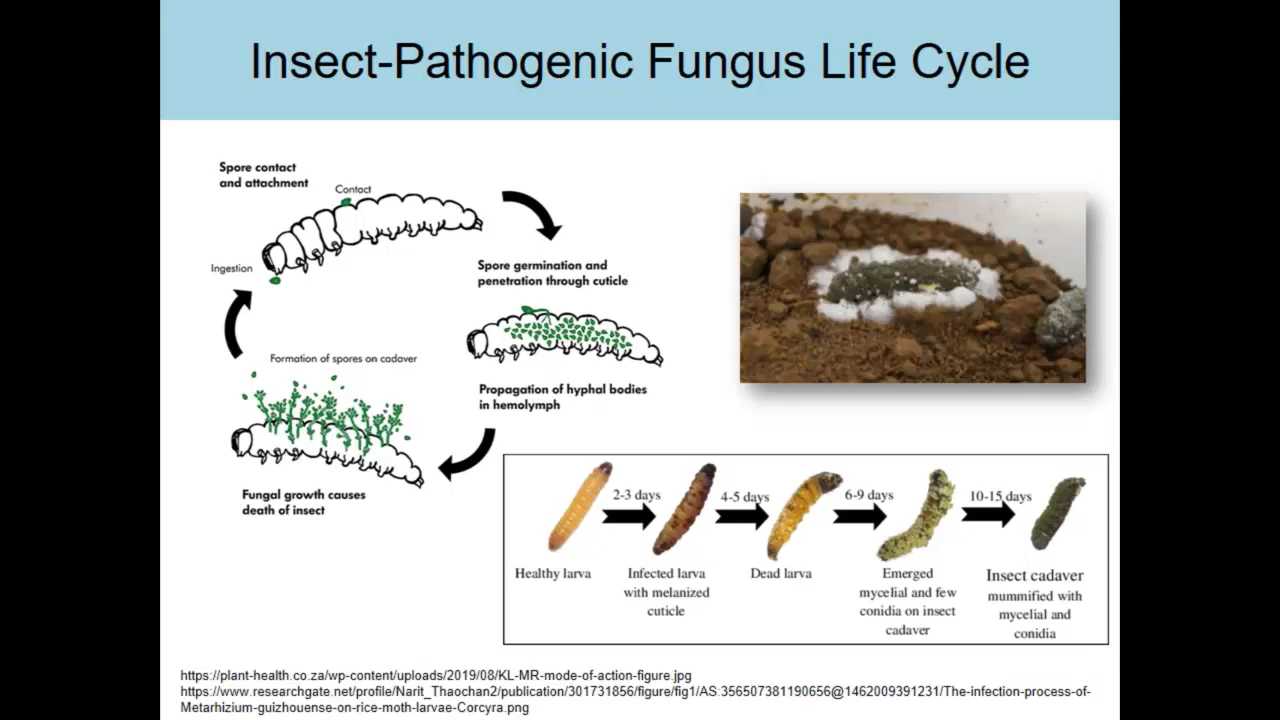 Insect-Pathogenic Fungus Life Cycle
Spore contact
and attachment
Contact
Ingestion
Spore germination and
penetration through cuticle
Propagation of hyphal bodies
in hemolymph
Formation of spores on cadaver
Fungal growth causes
death of insect
2-3 days
4-5 days
6-9 days
10-15 days
Healthy larva
Infected larva
with melanized
cuticle
Dead larva
Emerged
mycelial and few
conidia on insect
cadaver
Insect cadaver
mummified with
mycelial and
conidia
https://plant-health.co.za/wp-content/uploads/2019/08/KL-MR-mode-of-action-figure.jpg
https://www.researchgate.net/profile/Narit_Thaochan2/publication/301731856/figure/fig1/AS:356507381190656@1462009391231/The-infection-process-of-
Metarhizium-guizhouense-on-rice-moth-larvae-Corcyra.png